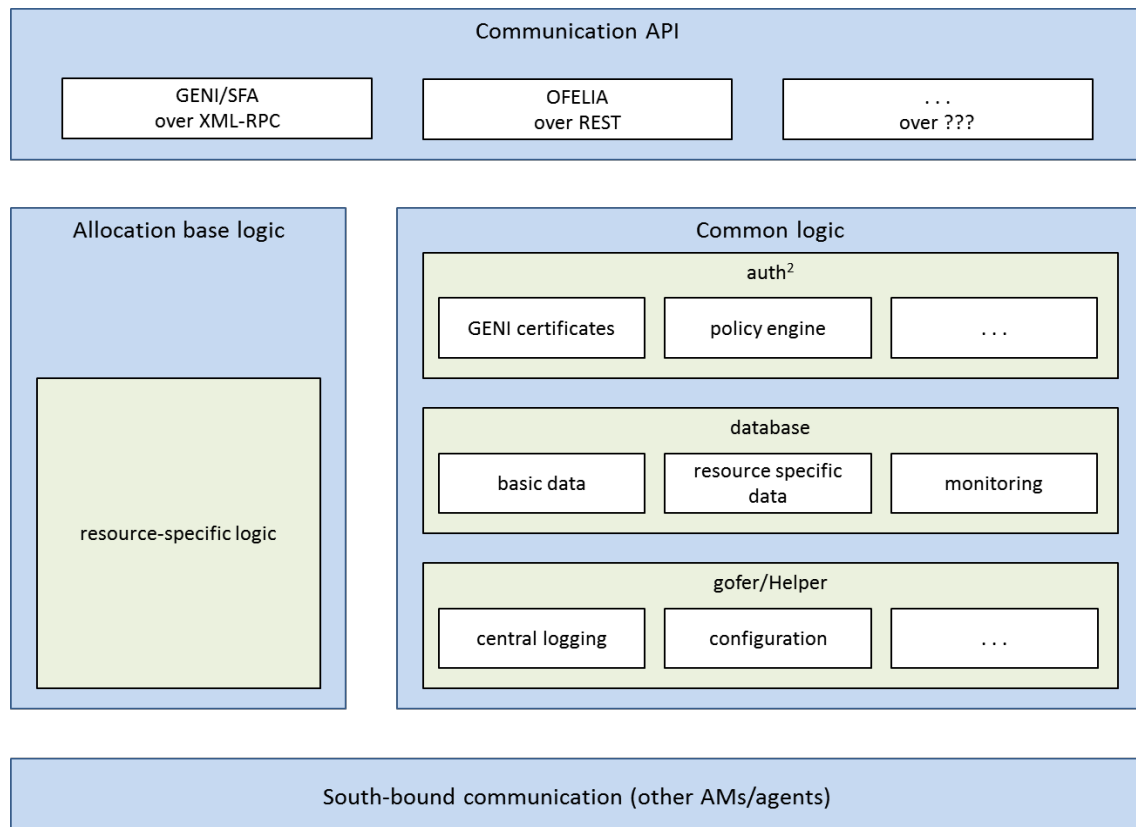 Communication API
GENI/SFA
over XML-RPC
OFELIA
over REST
. . .
over ???
Allocation base logic
resource-specific logic
Common logic
auth²
GENI certificates
policy engine
. . .
database
basic data
resource specific
data
monitoring
gofer/Helper
central logging
configuration
. . .
South-bound communication (other AMs/agents)